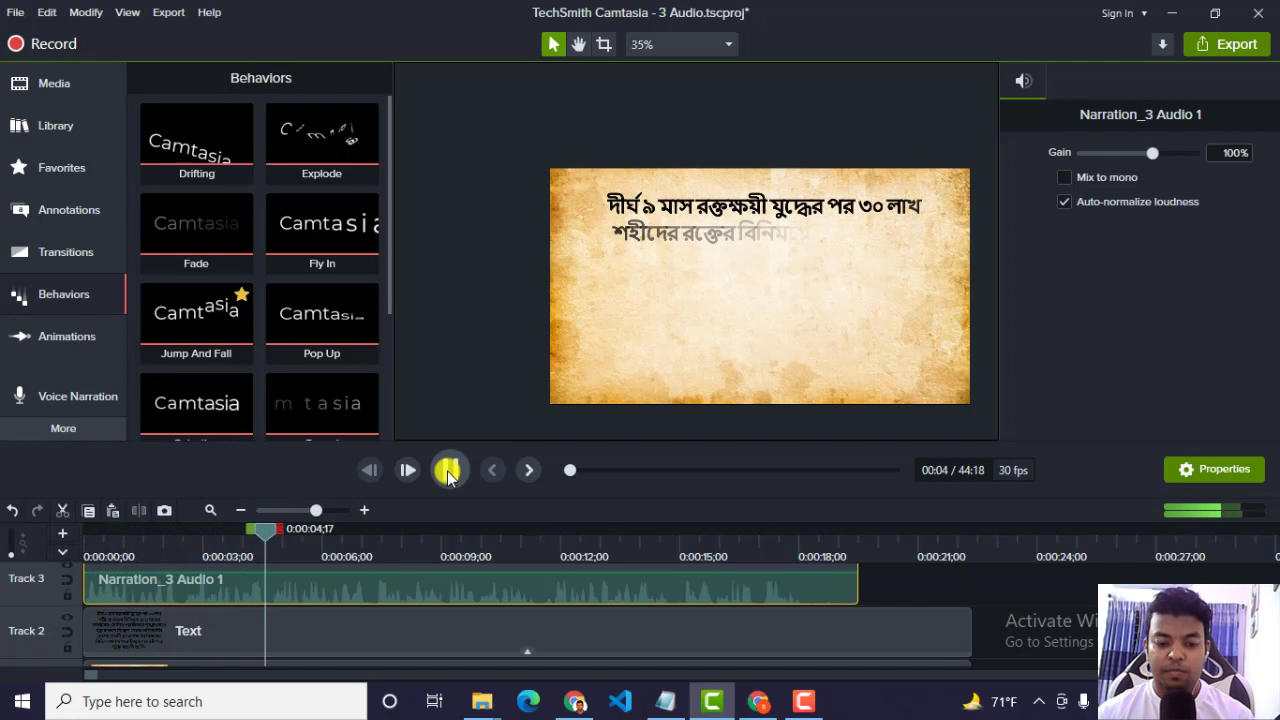 File Edit Modify View Export Help TechSmith Camtasia - 3 Audio.tscproj* Sign In
Record 35% Export
Media
Library
Favorites
Annotations
Transitions
Behaviors
Animations
Voice Narration
More
Behaviors
Camtasia
Drifting Explode
Camtasia Camtasia
Fade Fly In
Camtasia Camtasia
Jump And Fall Pop Up
Camtasia m t a s i a
দীর্ঘ ৯ মাস রক্তক্ষয়ী যুদ্ধের পর ৩০ লাখ
শহীদের রক্তের
Narration_3 Audio 1
Gain 100%
Mix to mono
Auto-normalize loudness
00:04 / 44:18 30 fps Properties
0:00:04;17
0:00:00;00 0:00:03;00 0:00:06;00 0:00:09;00 0:00:12;00 0:00:15;00 0:00:18;00 0:00:21;00 0:00:24;00 0:00:27;00
Track 3 Narration_3 Audio 1
Track 2 Text
Activate
Go to Settings
Type here to search 71°F